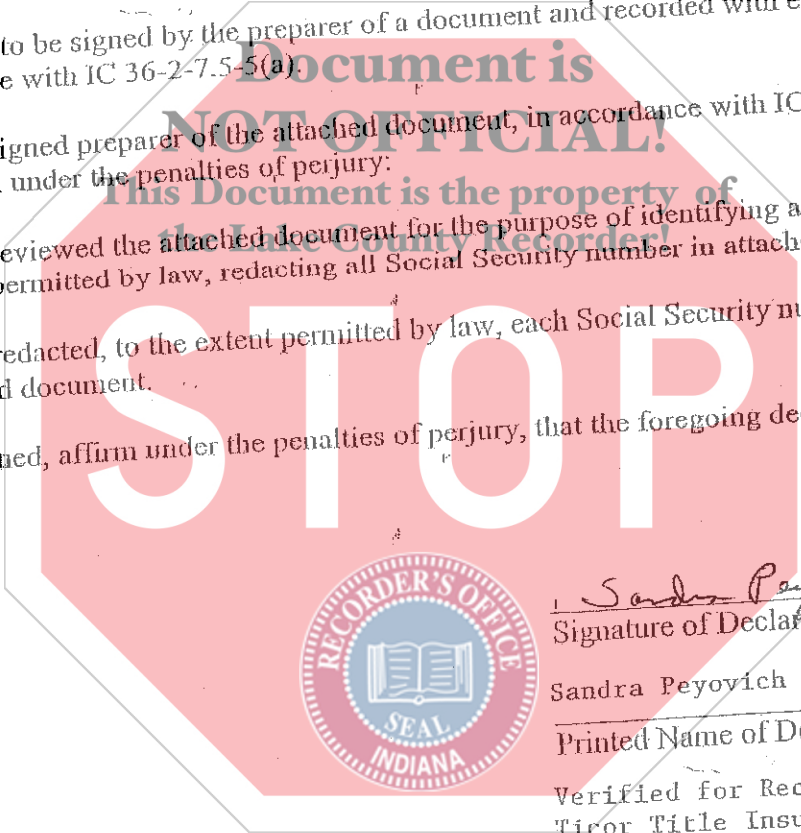 to be signed by the preparer of a document and recorded with e
e with IC 36-2-7.5-5(a).
Document is
NOT OFFICIAL!
This Document is the property of
the Lake County Recorder!
igned preparer of the attached document, in accordance with IC
under the penalties of perjury:
eviewed the attached document for the purpose of identifying a
permitted by law, redacting all Social Security number in attach
redacted, to the extent permitted by law, each Social Security nu
d document.
ned, affirm under the penalties of perjury, that the foregoing de
STOP
RECORDER'S OFFICE
SEAL
INDIANA
Sandra Pe
Signature of Declar
Sandra Peyovich
Printed Name of De
Verified for Rec
Ticor Title Insu